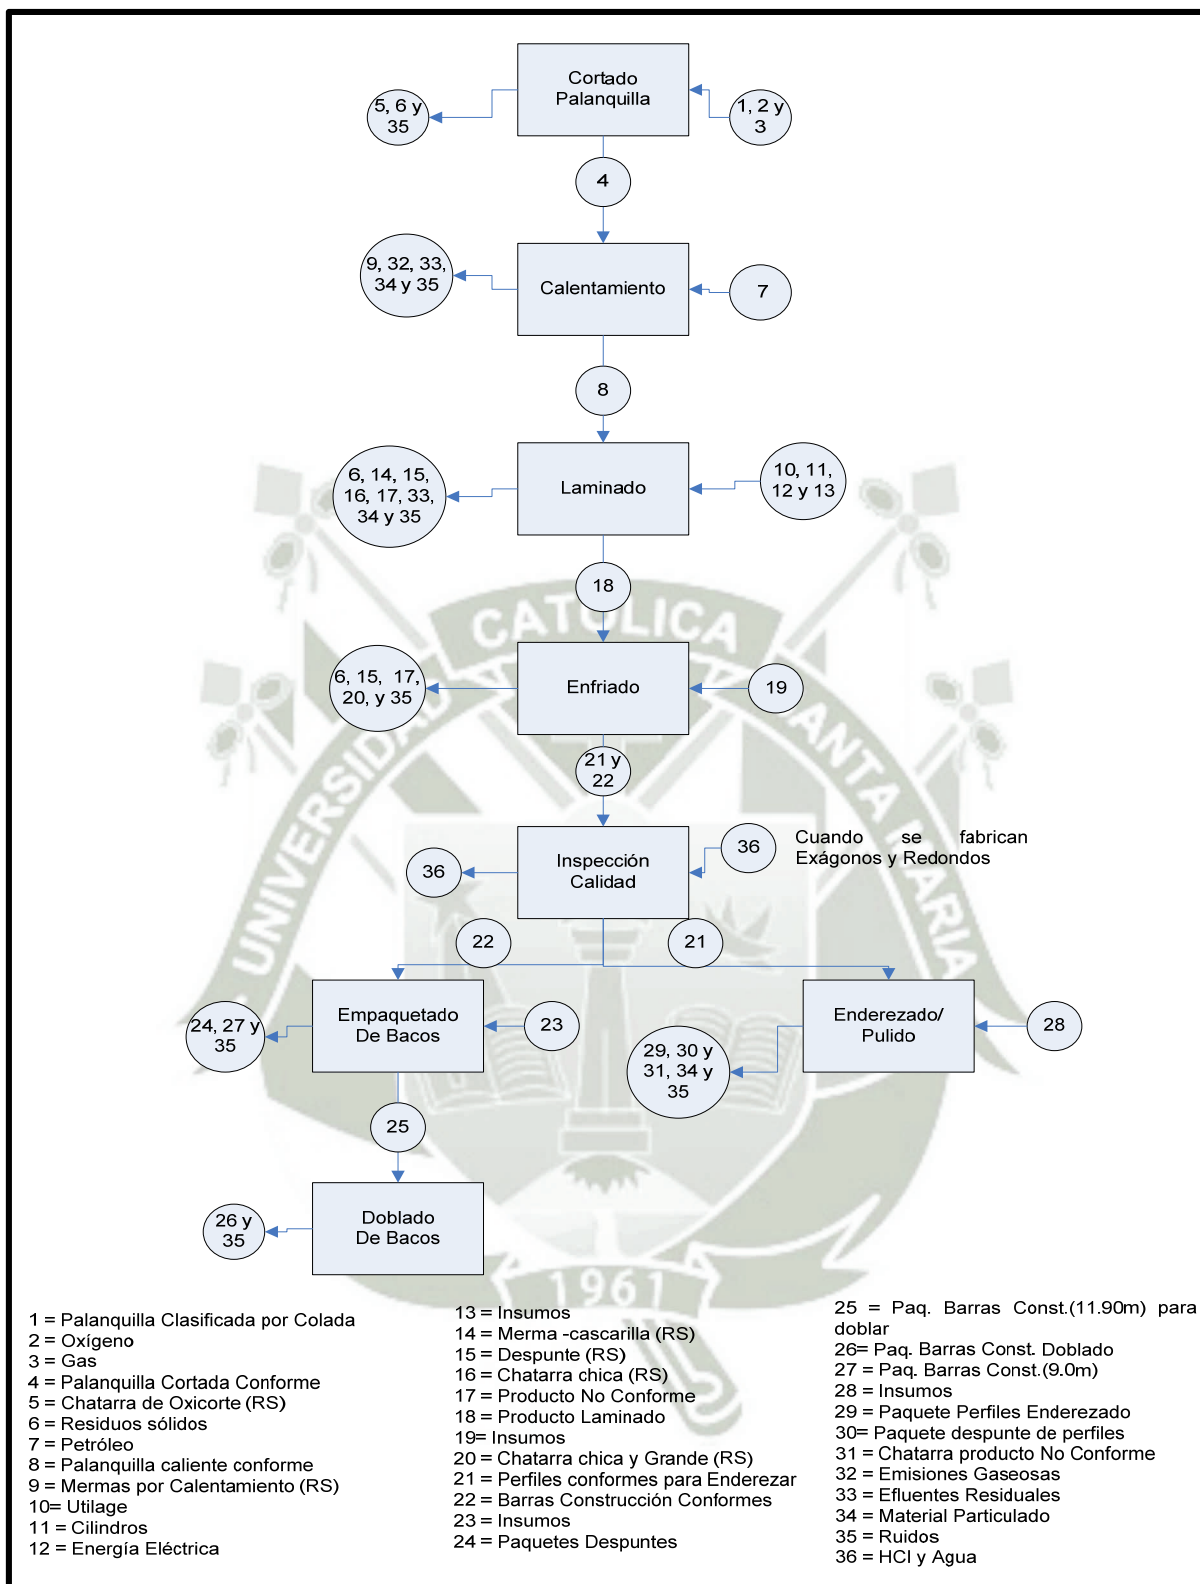 Cortado
Palanquilla
5, 6 y
35
1, 2 y
3
4
9, 32, 33,
34 y 35
Calentamiento
7
8
6, 14, 15,
16, 17, 33,
34 y 35
Laminado
10, 11,
12 y 13
18
6, 15, 17,
20, y 35
Enfriado
19
21 y
22
36
Inspección
Calidad
36
Cuando se fabrican
Exágonos y Redondos
22
21
24, 27 y
35
Empaquetado
De Bacos
23
29, 30 y
31, 34 y
35
Enderezado/
Pulido
28
25
26 y
35
Doblado
De Bacos
UNIVERSIDAD CATOLICA SANTA MARIA
1961
1 = Palanquilla Clasificada por Colada
2 = Oxígeno
3 = Gas
4 = Palanquilla Cortada Conforme
5 = Chatarra de Oxicorte (RS)
6 = Residuos sólidos
7 = Petróleo
8 = Palanquilla caliente conforme
9 = Mermas por Calentamiento (RS)
10= Utilage
11 = Cilindros
12 = Energía Eléctrica
13 = Insumos
14 = Merma -cascarilla (RS)
15 = Despunte (RS)
16 = Chatarra chica (RS)
17 = Producto No Conforme
18 = Producto Laminado
19= Insumos
20 = Chatarra chica y Grande (RS)
21 = Perfiles conformes para Enderezar
22 = Barras Construcción Conformes
23 = Insumos
24 = Paquetes Despuntes
25 = Paq. Barras Const.(11.90m) para
doblar
26= Paq. Barras Const. Doblado
27 = Paq. Barras Const.(9.0m)
28 = Insumos
29 = Paquete Perfiles Enderezado
30= Paquete despunte de perfiles
31 = Chatarra producto No Conforme
32 = Emisiones Gaseosas
33 = Efluentes Residuales
34 = Material Particulado
35 = Ruidos
36 = HCl y Agua